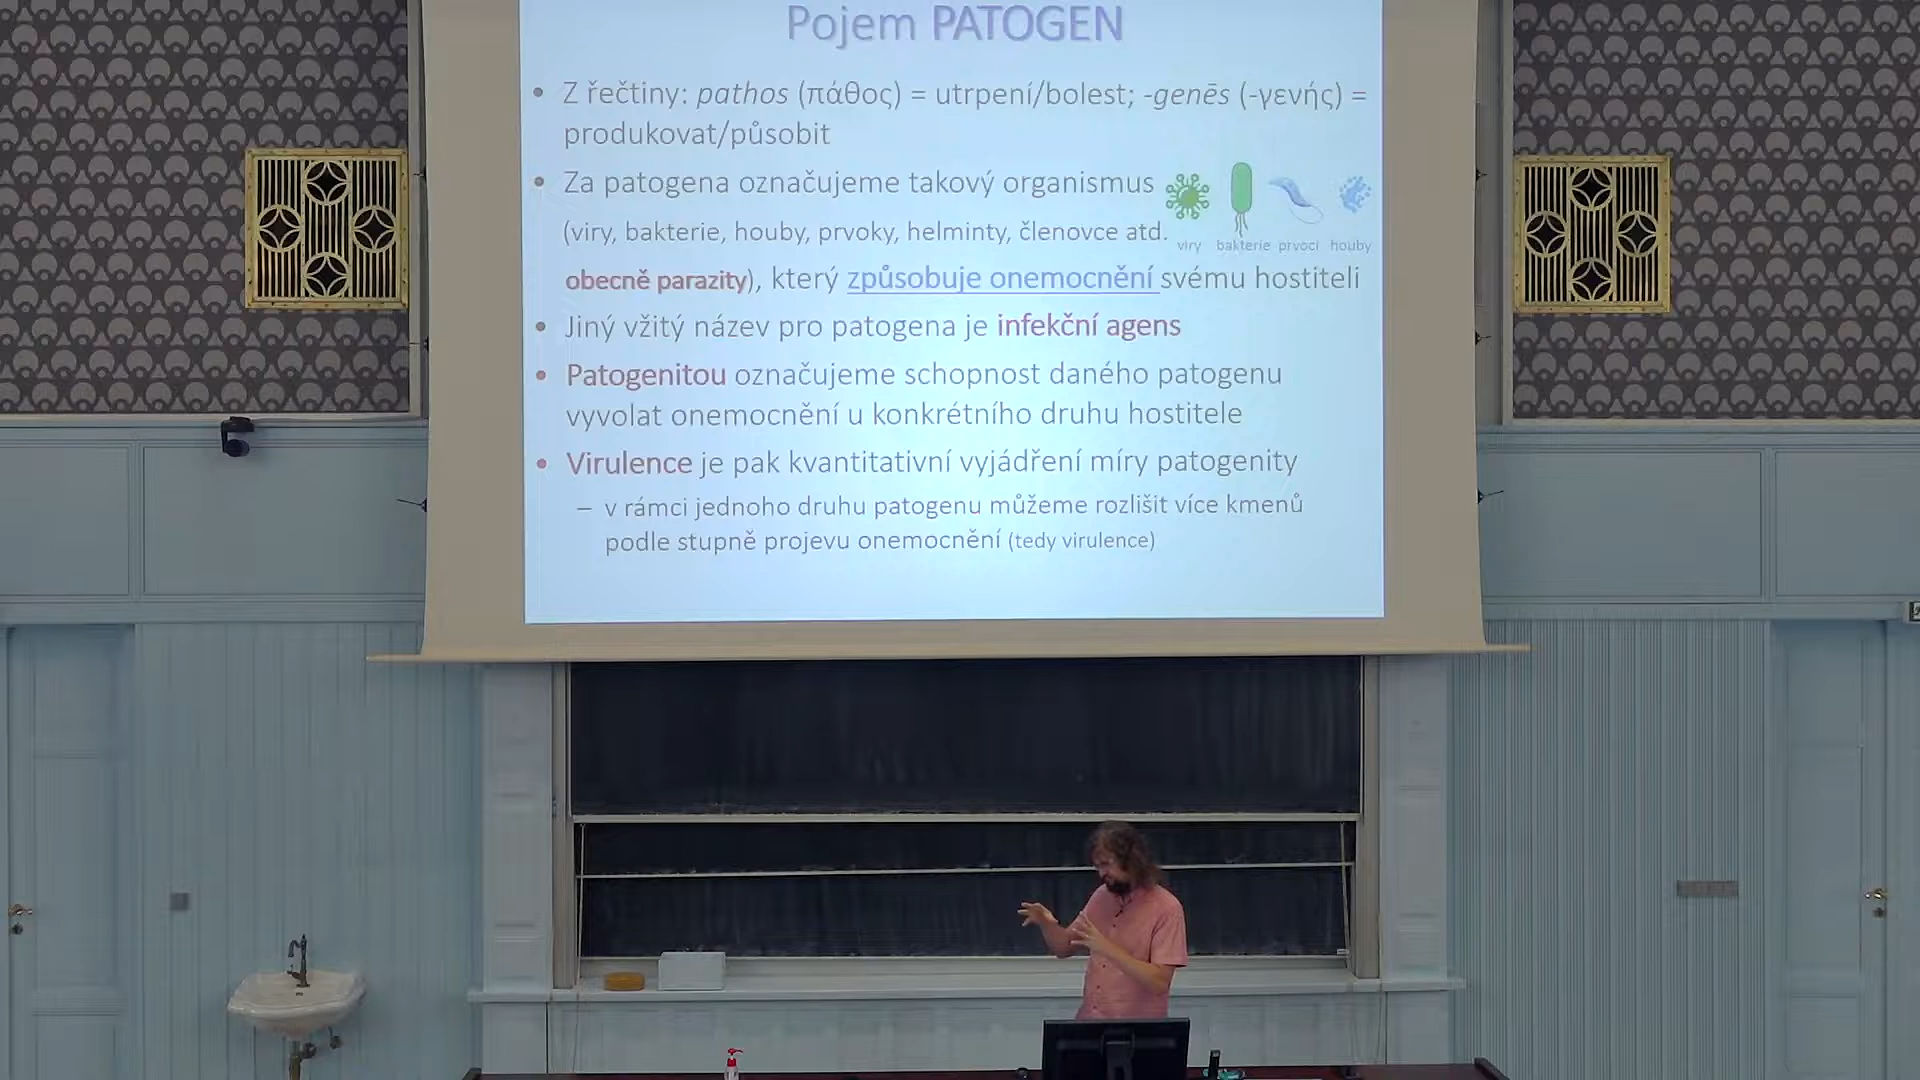 Pojem PATOGEN
• Z řečtiny: pathos (πάθος) = utrpení/bolest; -genēs (-γενής) =
produkovat/působit
• Za patogena označujeme takový organismus
(viry, bakterie, houby, prvoky, helminty, členovce atd.
viry bakterie prvoci houby
obecně parazity), který způsobuje onemocnění svému hostiteli
• Jiný vžitý název pro patogena je infekční agens
• Patogenitou označujeme schopnost daného patogenu
vyvolat onemocnění u konkrétního druhu hostitele
• Virulence je pak kvantitativní vyjádření míry patogenity
– v rámci jednoho druhu patogenu můžeme rozlišit více kmenů
podle stupně projevu onemocnění (tedy virulence)